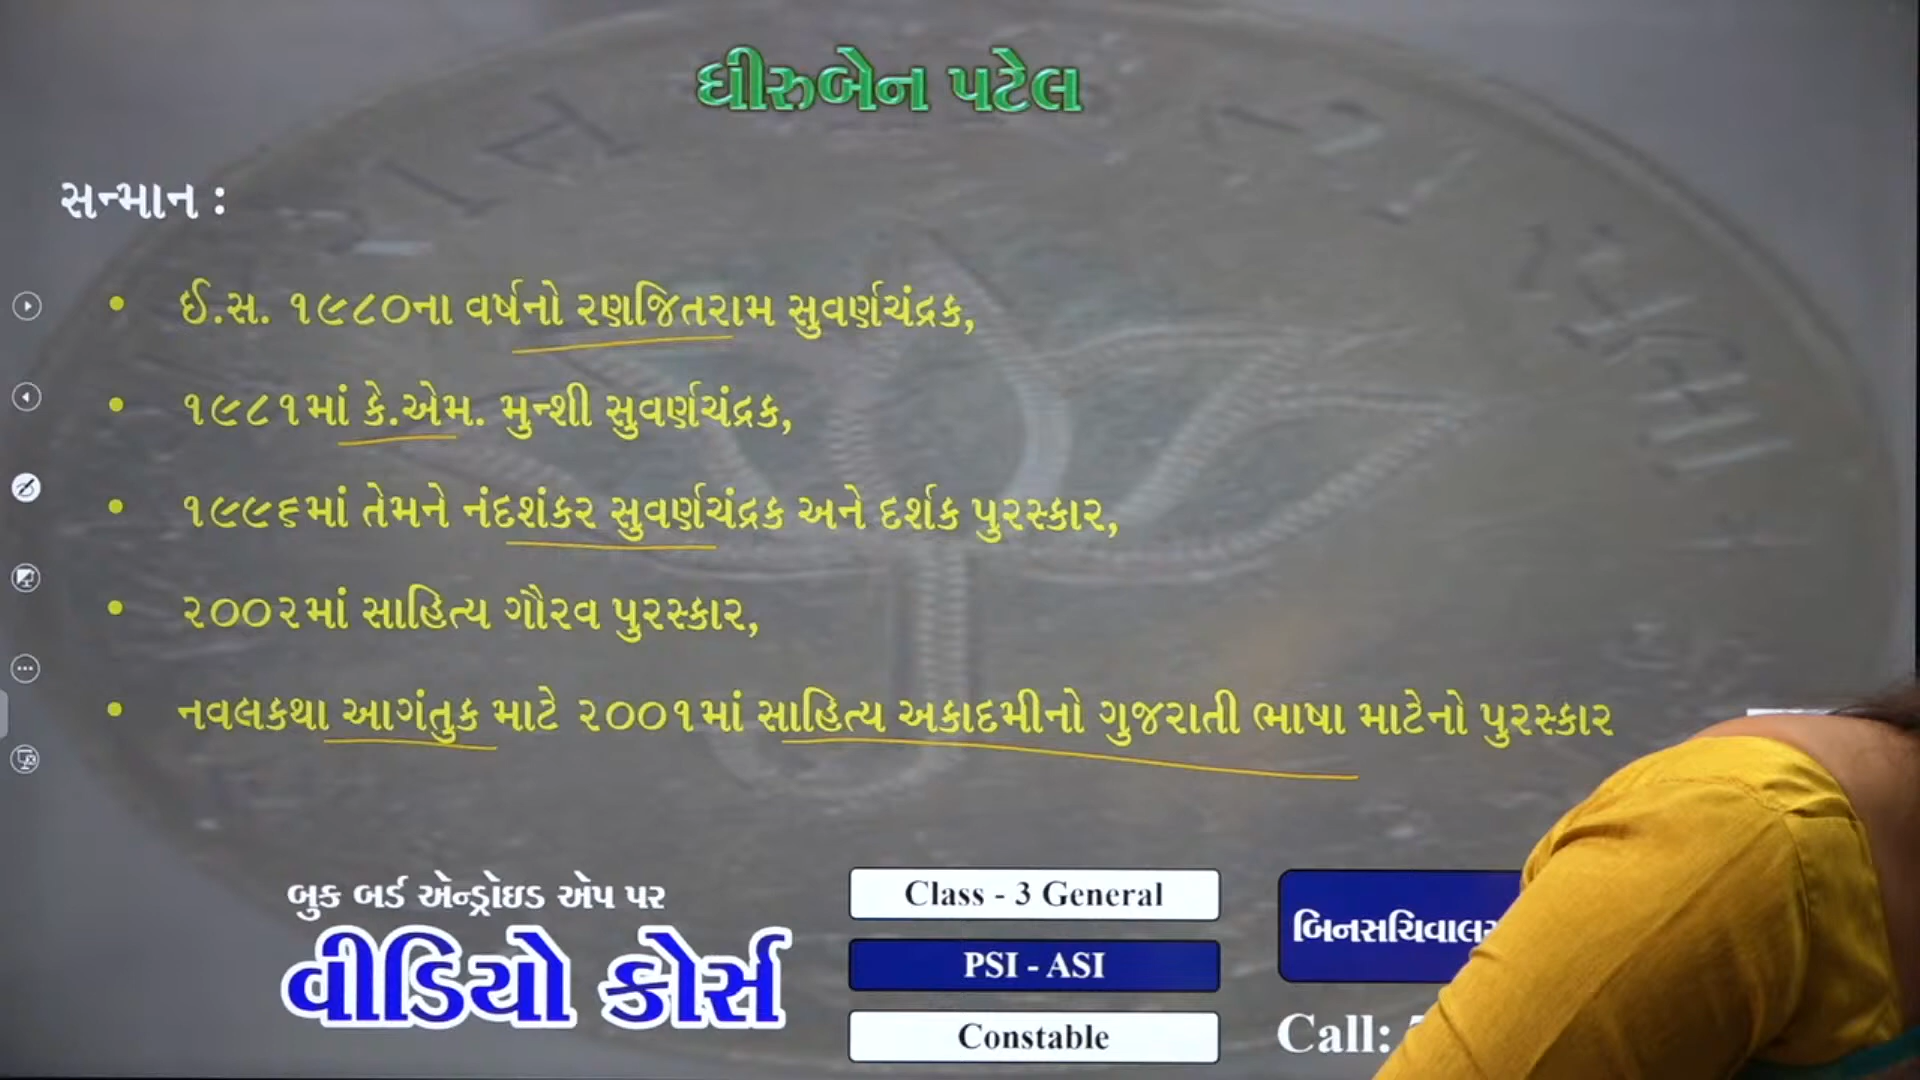 ધીરુબેન પટેલ
સન્માન :
• ઈ.સ. ૧૯૮૦ના વર્ષનો રણજિતરામ સુવર્ણચંદ્રક,
• ૧૯૮૧માં કે.એમ. મુન્શી સુવર્ણચંદ્રક,
• ૧૯૯૬માં તેમને નંદશંકર સુવર્ણચંદ્રક અને દર્શક પુરસ્કાર,
• ૨૦૦૨માં સાહિત્ય ગૌરવ પુરસ્કાર,
• નવલકથા આગંતુક માટે ૨૦૦૧માં સાહિત્ય અકાદમીનો ગુજરાતી ભાષા માટેનો પુરસ્કાર
બુક બર્ડ એન્ડ્રોઇડ એપ પર
વીડિયો કોર્સ
Class - 3 General
PSI - ASI
Constable
Call: